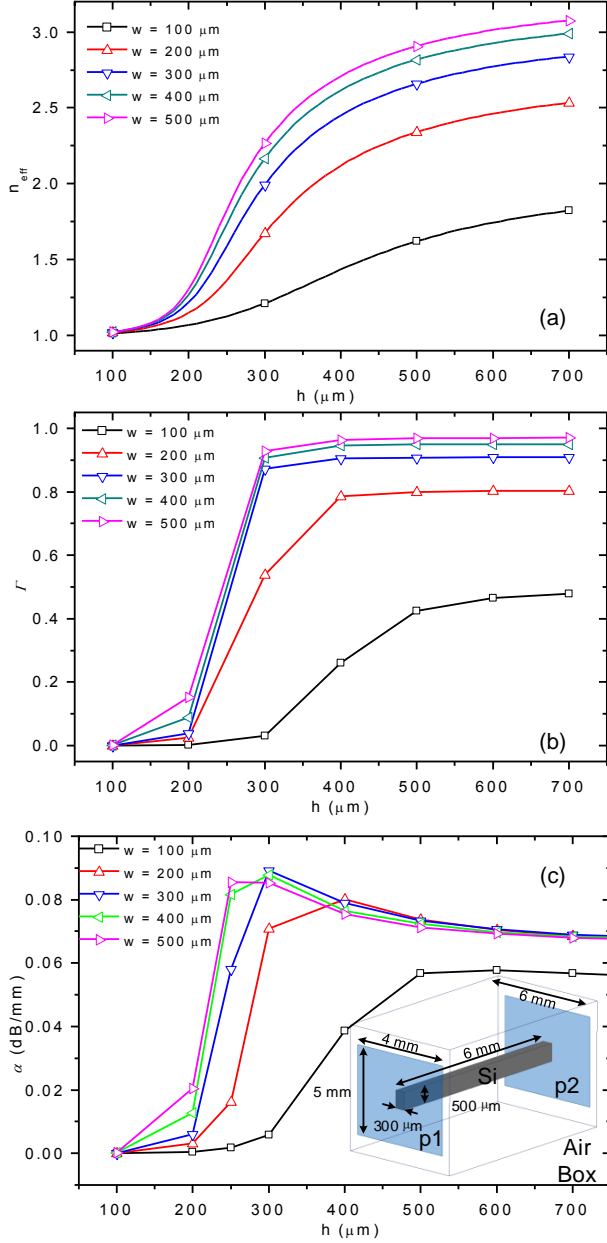 w = 100 μm
w = 200 μm
w = 300 μm
w = 400 μm
w = 500 μm
3.0
2.5
2.0
1.5
1.0
n_eff
(a)
100 200 300 400 500 600 700
h (μm)
w = 100 μm
w = 200 μm
w = 300 μm
w = 400 μm
w = 500 μm
1.0
0.8
0.6
0.4
0.2
0.0
Γ
(b)
100 200 300 400 500 600 700
h (μm)
w = 100 μm
w = 200 μm
w = 300 μm
w = 400 μm
w = 500 μm
0.10
0.08
0.06
0.04
0.02
0.00
α (dB/mm)
(c)
6 mm
4 mm
6 mm
5 mm
Si
p2
500 μm
300 μm
p1
Air
Box
100 200 300 400 500 600 700
h (μm)